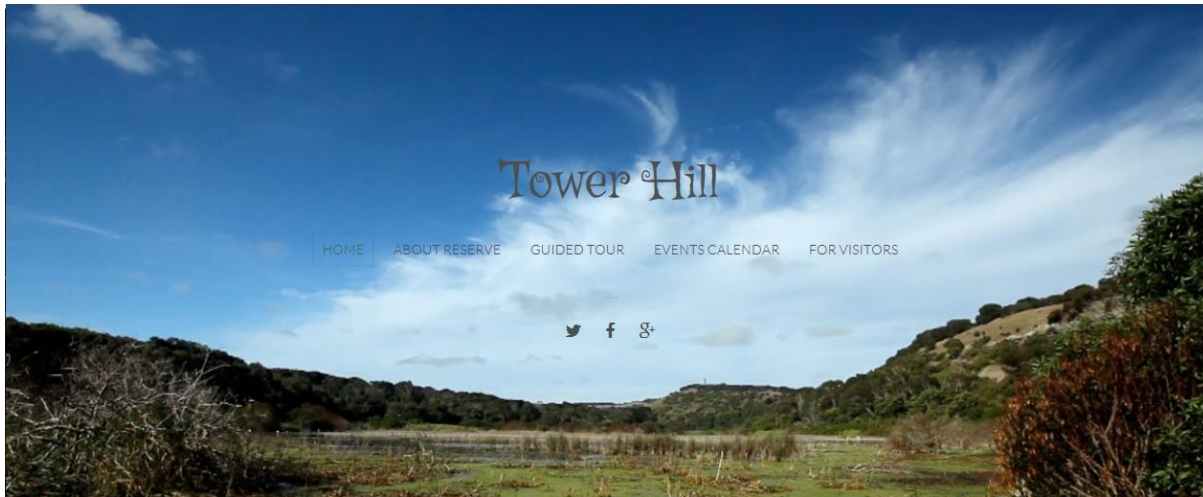 Tower Hill
HOME ABOUT RESERVE GUIDED TOUR EVENTS CALENDAR FOR VISITORS
g+